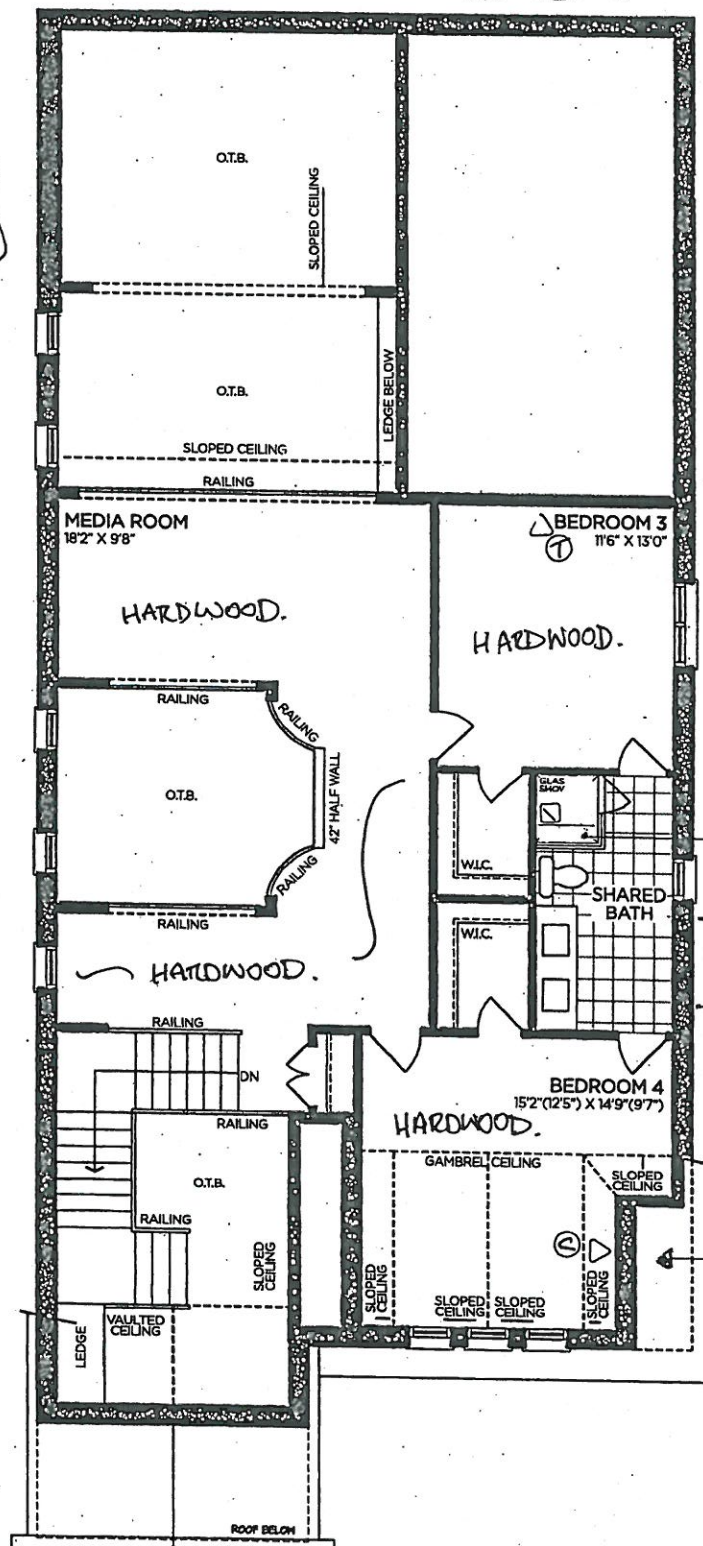 O.T.B.
SLOPED CEILING
O.T.B.
LEDGE BELOW
SLOPED CEILING
RAILING
MEDIA ROOM
18'2" X 9'8"
BEDROOM 3
11'6" X 13'0"
T
HARDWOOD.
HARDWOOD.
RAILING
RAILING
O.T.B.
42" HALF WALL
RAILING
RAILING
GLAS
SHOV
W.I.C.
SHARED
BATH
W.I.C.
HARDWOOD.
RAILING
DN
RAILING
BEDROOM 4
15'2"(12'5") X 14'9"(9'7")
HARDWOOD.
GAMBREL CEILING
SLOPED
CEILING
O.T.B.
RAILING
SLOPED
CEILING
SLOPED
CEILING
SLOPED
CEILING
SLOPED
CEILING
SLOPED
CEILING
VAULTED
CEILING
LEDGE
ROOF BELOW